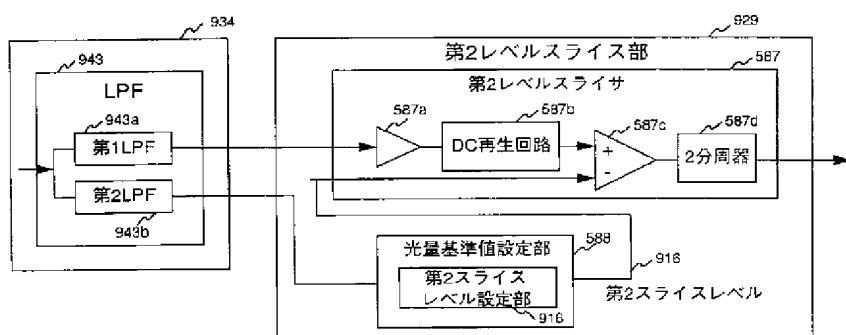 934
943
LPF
943a
第1LPF
第2LPF
943b
929
第2レベルスライス部
587
第2レベルスライサ
587a
587b
DC再生回路
587c
+
-
587d
2分周器
光量基準値設定部
588
第2スライス
レベル設定部
916
916
第2スライスレベル